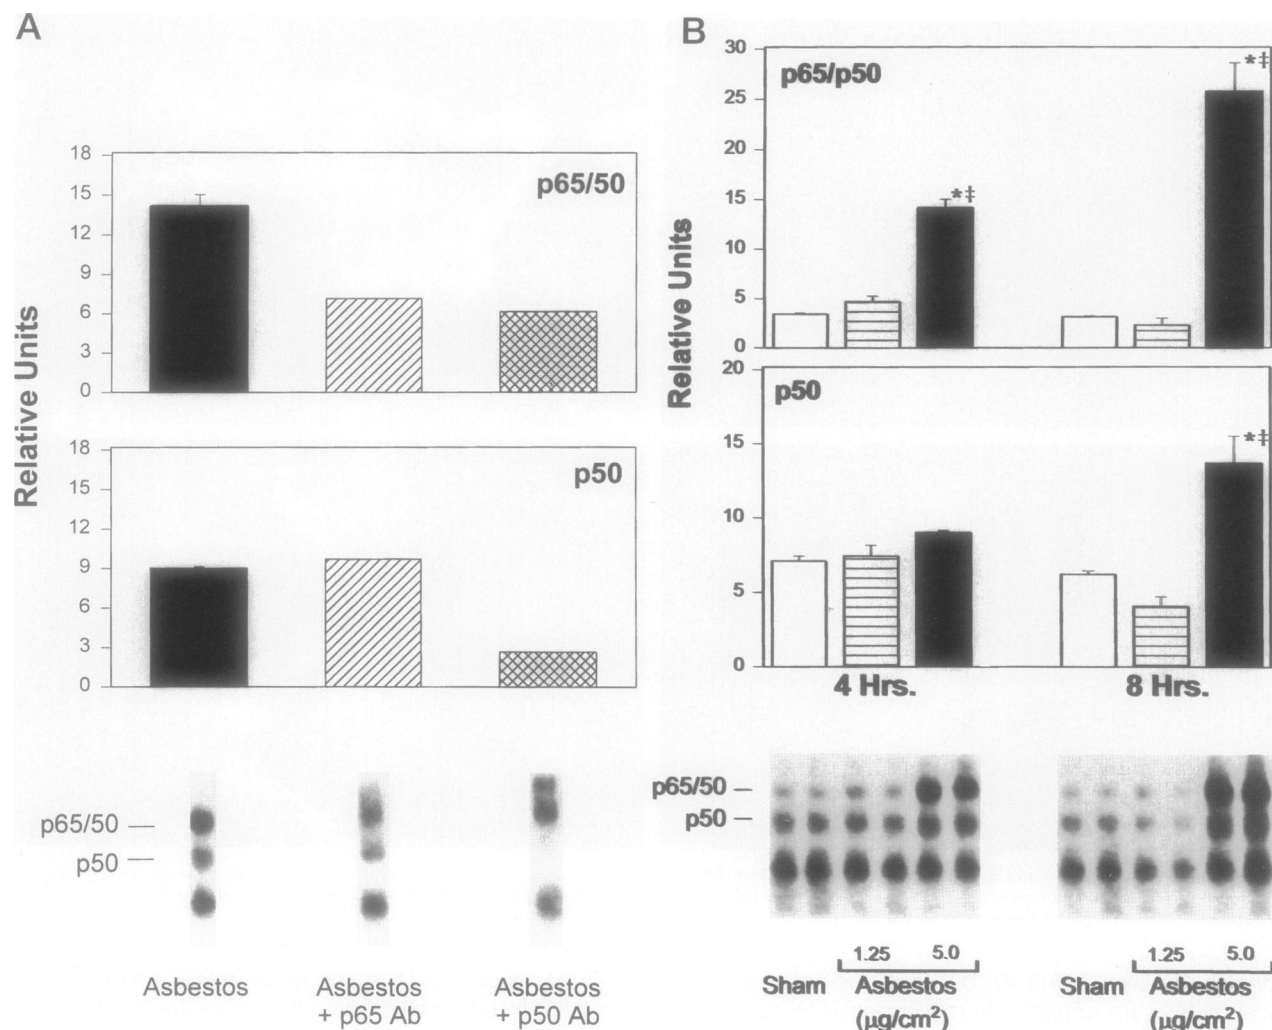 A
Relative Units
18
15
12
9
6
3
0
p65/50
18
15
12
9
6
3
0
p50
p65/50
p50
Asbestos
Asbestos
+ p65 Ab
Asbestos
+ p50 Ab
B
Relative Units
30
25
20
15
10
5
0
p65/p50
*‡
*‡
20
15
10
5
0
p50
*‡
4 Hrs.
8 Hrs.
p65/50
p50
1.25 5.0
1.25 5.0
Sham Asbestos
(µg/cm²)
Sham Asbestos
(µg/cm²)